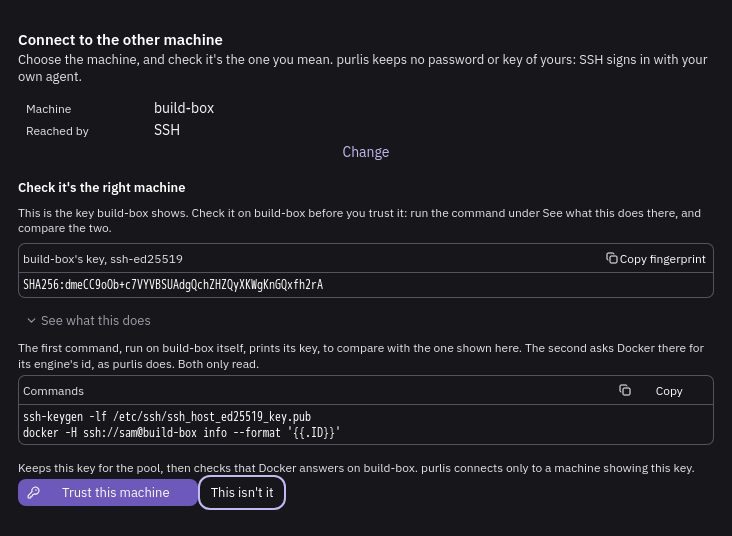 Connect to the other machine
Choose the machine, and check it's the one you mean. purlis keeps no password or key of yours: SSH signs in with your
own agent.
Machine build-box
Reached by SSH
Change
Check it's the right machine
This is the key build-box shows. Check it on build-box before you trust it: run the command under See what this does there, and
compare the two.
build-box's key, ssh-ed25519 Copy fingerprint
SHA256:dmeCC9oOb+c7VYVBSUAdgQchZHZQyXKWgKnGQxfh2rA
See what this does
The first command, run on build-box itself, prints its key, to compare with the one shown here. The second asks Docker there for
its engine's id, as purlis does. Both only read.
Commands Copy
ssh-keygen -lf /etc/ssh/ssh_host_ed25519_key.pub
docker -H ssh://sam@build-box info --format '{{.ID}}'
Keeps this key for the pool, then checks that Docker answers on build-box. purlis connects only to a machine showing this key.
Trust this machine This isn't it